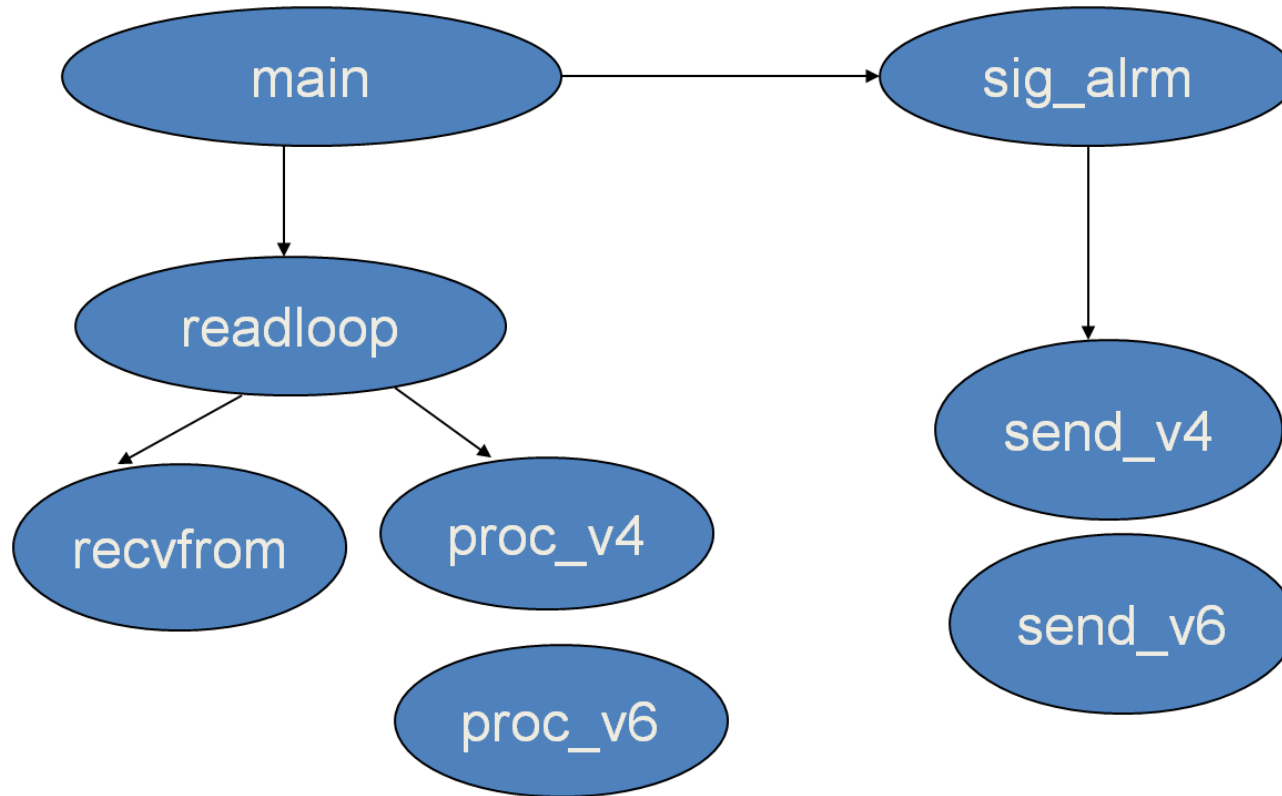 main
sig_alrm
readloop
send_v4
recvfrom
proc_v4
send_v6
proc_v6